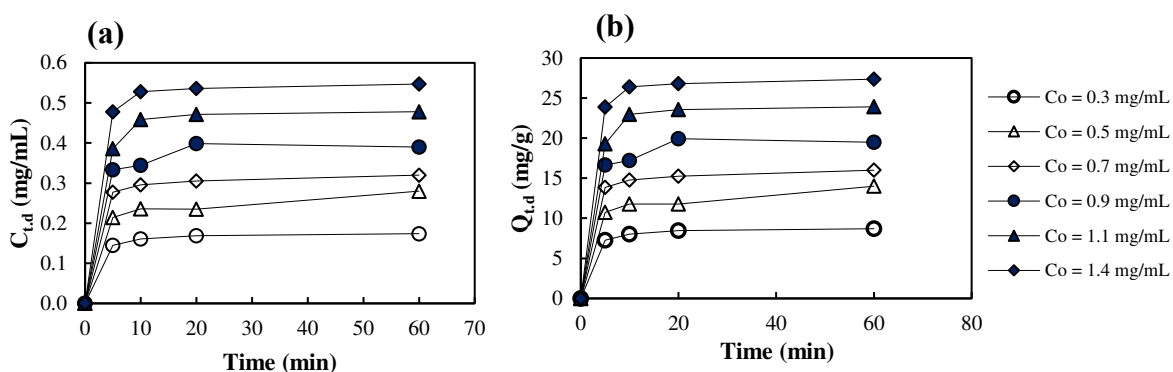 (a)
0.6
0.5
0.4
0.3
0.2
0.1
0.0
C t.d (mg/mL)
0 10 20 30 40 50 60 70
Time (min)
(b)
30
25
20
15
10
5
0
Q t.d (mg/g)
0 20 40 60 80
Time (min)
Co = 0.3 mg/mL
Co = 0.5 mg/mL
Co = 0.7 mg/mL
Co = 0.9 mg/mL
Co = 1.1 mg/mL
Co = 1.4 mg/mL